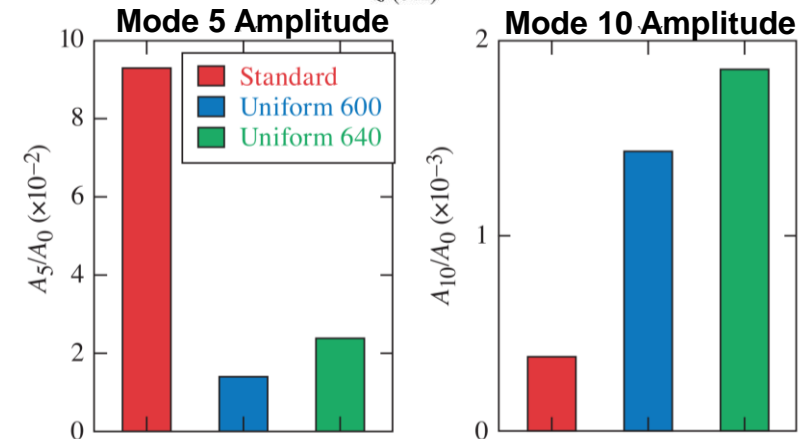 Mode 5 Amplitude
10
8
6
4
2
0
A5/A0 (×10−2)
Standard
Uniform 600
Uniform 640
Mode 10 Amplitude
2
1
0
A10/A0 (×10−3)